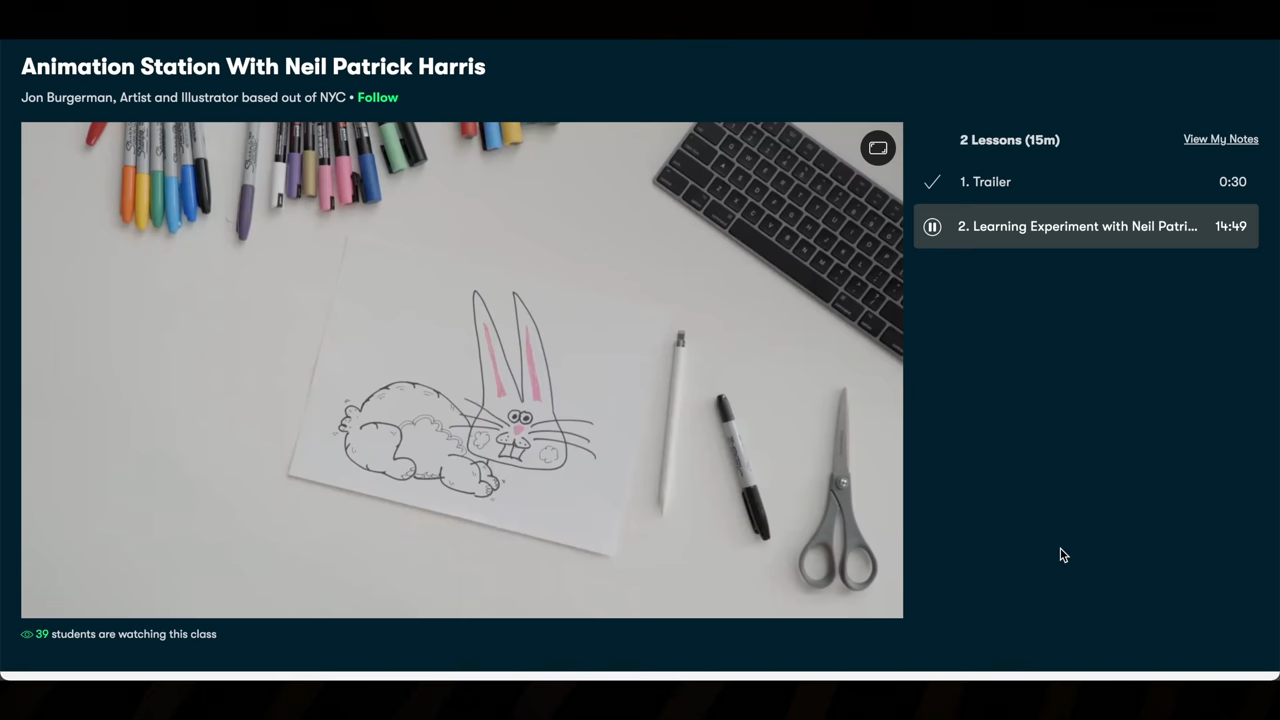 Animation Station With Neil Patrick Harris
Jon Burgerman, Artist and Illustrator based out of NYC • Follow
2 Lessons (15m)
View My Notes
1. Trailer
0:30
2. Learning Experiment with Neil Patri...
14:49
39 students are watching this class